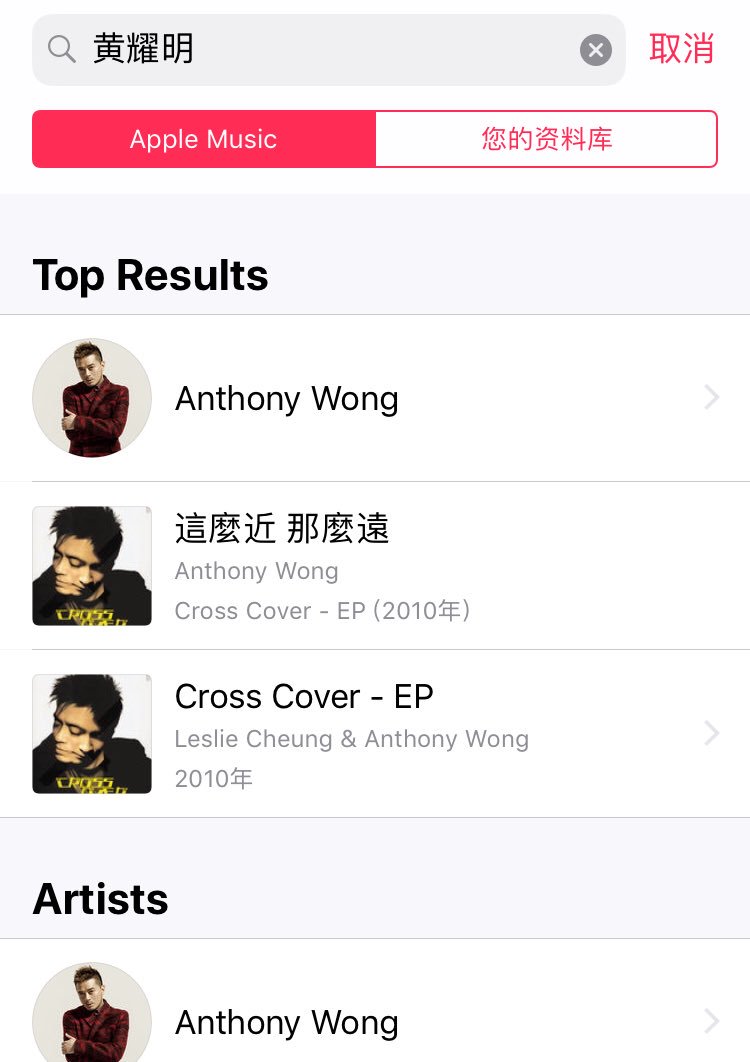 黄耀明
取消
Apple Music
您的资料库
Top Results
Anthony Wong
這麼近 那麼遠
Anthony Wong
Cross Cover - EP (2010年)
Cross Cover - EP
Leslie Cheung & Anthony Wong
2010年
Artists
Anthony Wong